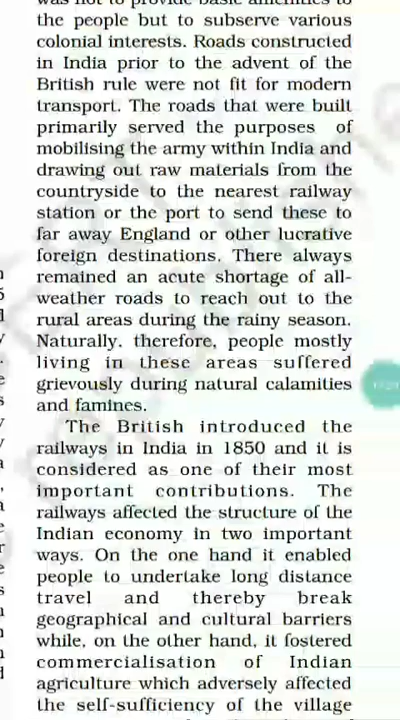 was not to provide basic amenities to
the people but to subserve various
colonial interests. Roads constructed
in India prior to the advent of the
British rule were not fit for modern
transport. The roads that were built
primarily served the purposes of
mobilising the army within India and
drawing out raw materials from the
countryside to the nearest railway
station or the port to send these to
far away England or other lucrative
foreign destinations. There always
remained an acute shortage of all-
weather roads to reach out to the
rural areas during the rainy season.
Naturally, therefore, people mostly
living in these areas suffered
grievously during natural calamities
and famines.
The British introduced the
railways in India in 1850 and it is
considered as one of their most
important contributions. The
railways affected the structure of the
Indian economy in two important
ways. On the one hand it enabled
people to undertake long distance
travel and thereby break
geographical and cultural barriers
while, on the other hand, it fostered
commercialisation of Indian
agriculture which adversely affected
the self-sufficiency of the village